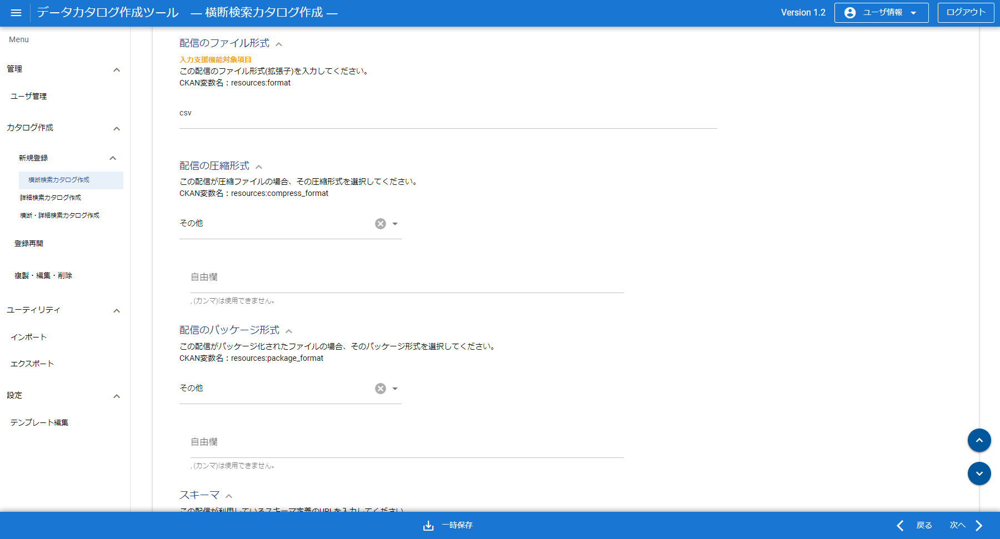 データカタログ作成ツール ― 横断検索カタログ作成 ―
Version 1.2
ユーザ情報
ログアウト
Menu
管理
ユーザ管理
カタログ作成
新規登録
横断検索カタログ作成
詳細検索カタログ作成
横断・詳細検索カタログ作成
登録再開
複製・編集・削除
ユーティリティ
インポート
エクスポート
設定
テンプレート編集
配信のファイル形式
入力支援機能対象項目
この配信のファイル形式(拡張子)を入力してください。
CKAN変数名：resources:format
csv
配信の圧縮形式
この配信が圧縮ファイルの場合、その圧縮形式を選択してください。
CKAN変数名：resources:compress_format
その他
自由欄
, (カンマ)は使用できません。
配信のパッケージ形式
この配信がパッケージ化されたファイルの場合、そのパッケージ形式を選択してください。
CKAN変数名：resources:package_format
その他
自由欄
, (カンマ)は使用できません。
スキーマ
この配信が利用しているスキーマ定義のURLを入力してください。
一時保存
戻る
次へ